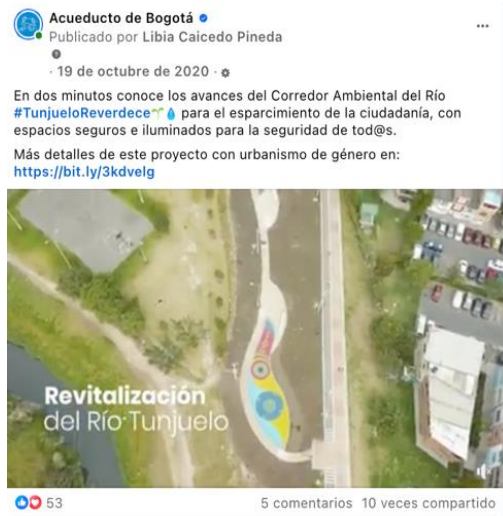 Acueducto de Bogotá
Publicado por Libia Caicedo Pineda
· 19 de octubre de 2020 ·
En dos minutos conoce los avances del Corredor Ambiental del Río
#TunjueloReverdece🌱💧 para el esparcimiento de la ciudadanía, con
espacios seguros e iluminados para la seguridad de tod@s.
Más detalles de este proyecto con urbanismo de género en:
https://bit.ly/3kdvelg
Revitalización
del Río Tunjuelo
53
5 comentarios 10 veces compartido